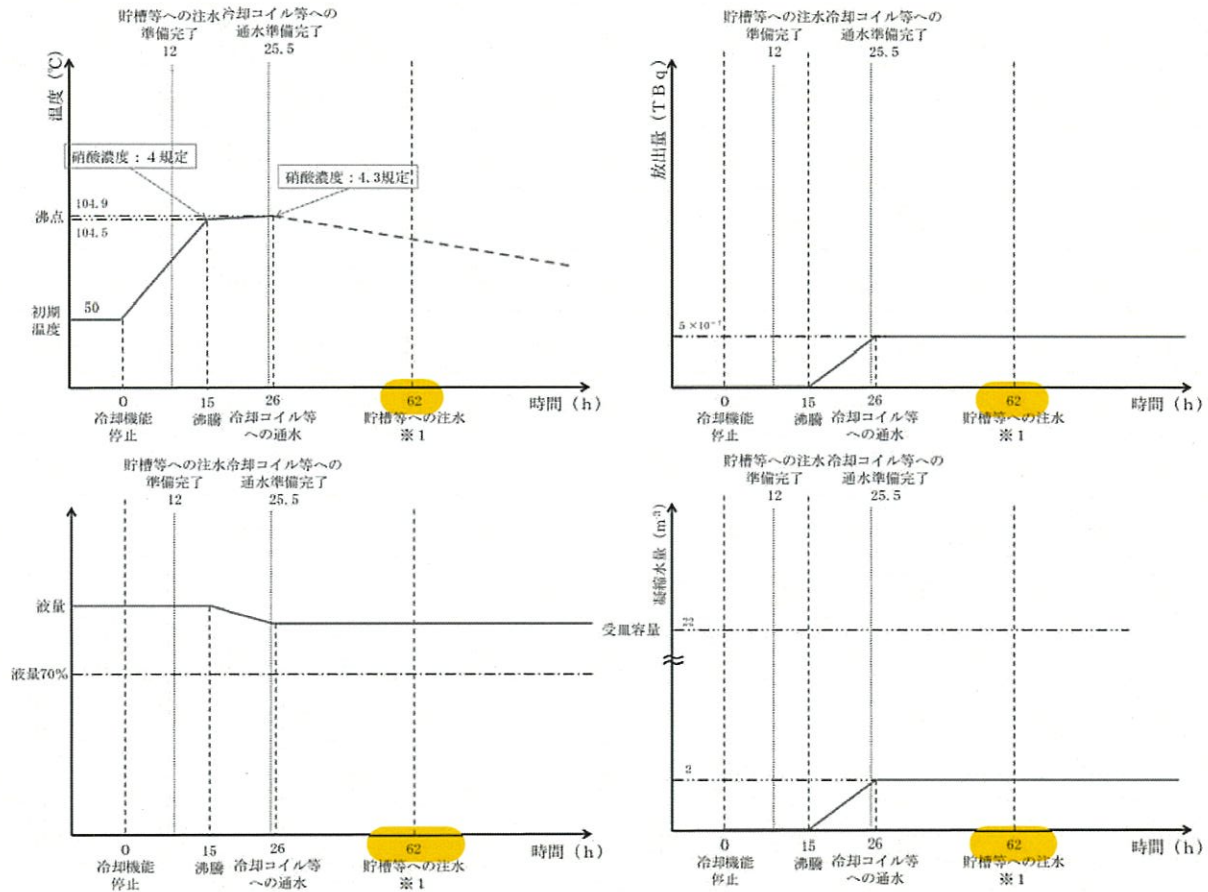 貯槽等への注水 冷却コイル等への
準備完了 通水準備完了
12 25.5
温度 (℃)
硝酸濃度：4規定
硝酸濃度：4.3規定
104.9
沸点
104.5
初期
温度
50
0 15 26 62 時間（h）
冷却機能
停止
沸騰
冷却コイル等
への通水
貯槽等への注水
※1
貯槽等への注水 冷却コイル等への
準備完了 通水準備完了
12 25.5
放出量（TBq）
0 15 26 62 時間（h）
冷却機能
停止
沸騰
冷却コイル等
への通水
貯槽等への注水
※1
貯槽等への注水 冷却コイル等への
準備完了 通水準備完了
12 25.5
液量
液量70%
0 15 26 62 時間（h）
冷却機能
停止
沸騰
冷却コイル等
への通水
貯槽等への注水
※1
貯槽等への注水 冷却コイル等への
準備完了 通水準備完了
12 25.5
凝縮水量（m³）
受皿容量
22
2
0 15 26 62 時間（h）
冷却機能
停止
沸騰
冷却コイル等
への通水
貯槽等への注水
※1